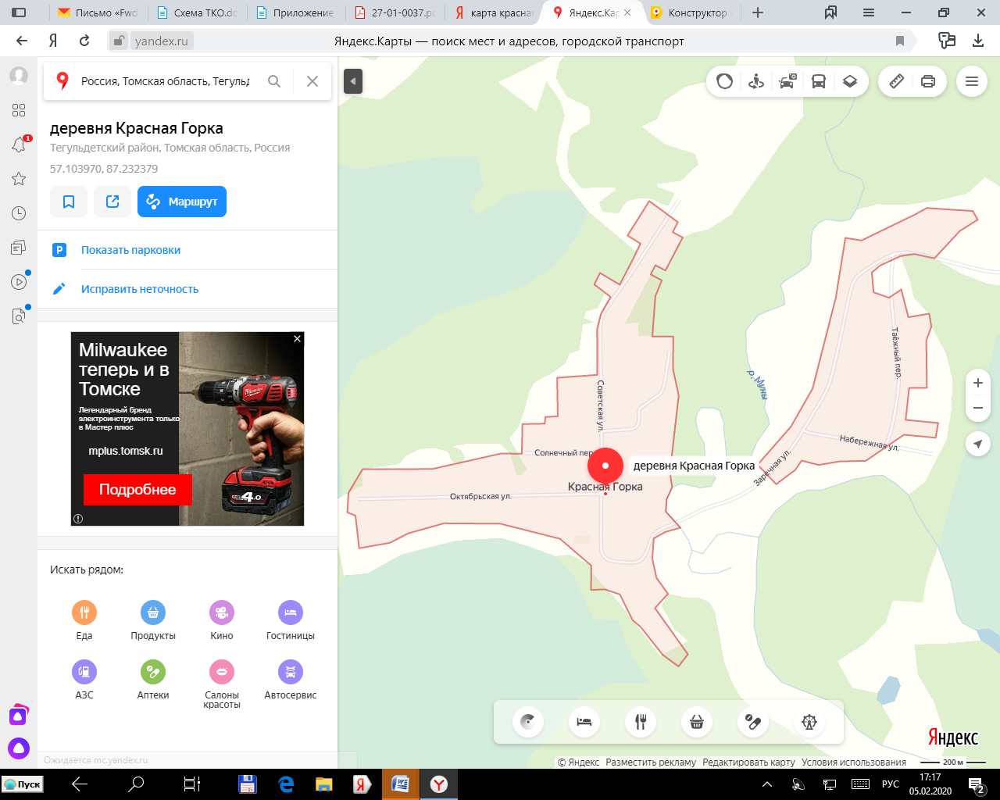 Письмо «Fwd
Схема ТКО.do
Приложение
27-01-0037.pd
карта красна
Яндекс.Кар
Конструктор
yandex.ru
Яндекс.Карты — поиск мест и адресов, городской транспорт
Россия, Томская область, Тегульд
деревня Красная Горка
Тегульдетский район, Томская область, Россия
57.103970, 87.232379
Маршрут
Показать парковки
Исправить неточность
Milwaukee
теперь и в
Томске
Легендарный бренд
электроинструмента только
в Мастер плюс
mplus.tomsk.ru
Подробнее
4.0
Искать рядом:
Еда
Продукты
Кино
Гостиницы
АЗС
Аптеки
Салоны
красоты
Автосервис
Ожидается mc.yandex.ru
Таёжный пер.
р. Муны
Советская ул.
Набережная ул.
Солнечный пер.
Заречная ул.
деревня Красная Горка
Красная Горка
Октябрьская ул.
Яндекс
© Яндекс Разместить рекламу Редактировать карту Условия использования
200 м
Пуск
РУС
17:17
05.02.2020
2
1